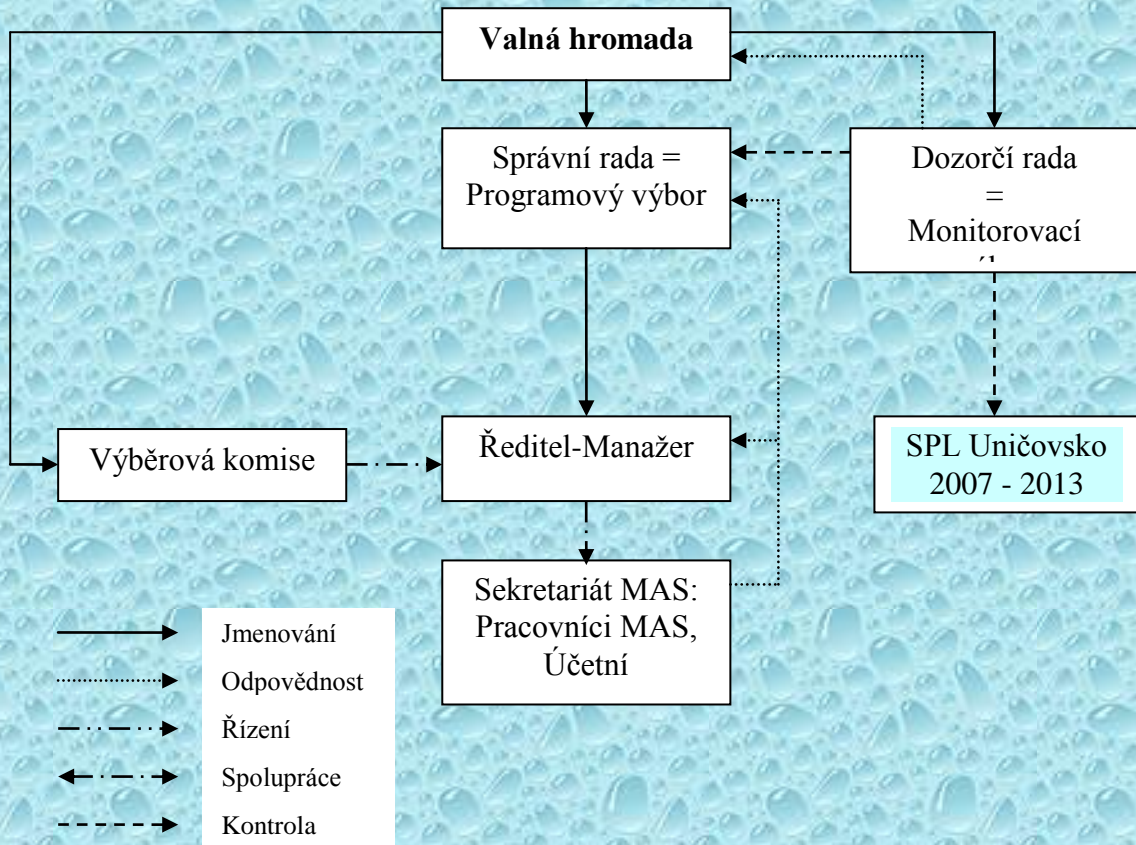 Valná hromada
Správní rada =
Programový výbor
Dozorčí rada
=
Monitorovací
Výběrová komise
Ředitel-Manažer
SPL Uničovsko
2007 - 2013
Sekretariát MAS:
Pracovníci MAS,
Účetní
Jmenování
Odpovědnost
Řízení
Spolupráce
Kontrola